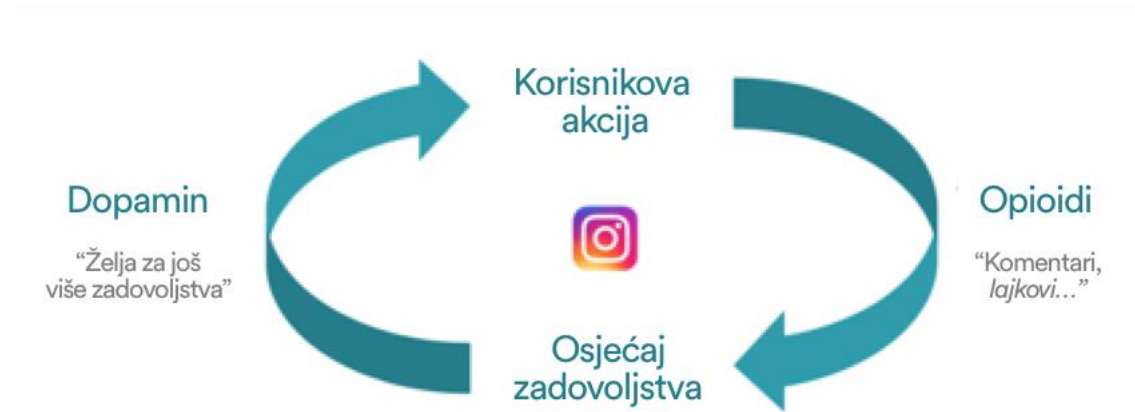 Korisnikova
akcija
Dopamin
“Želja za još
više zadovoljstva”
Opioidi
“Komentari,
lajkovi...”
Osjećaj
zadovoljstva